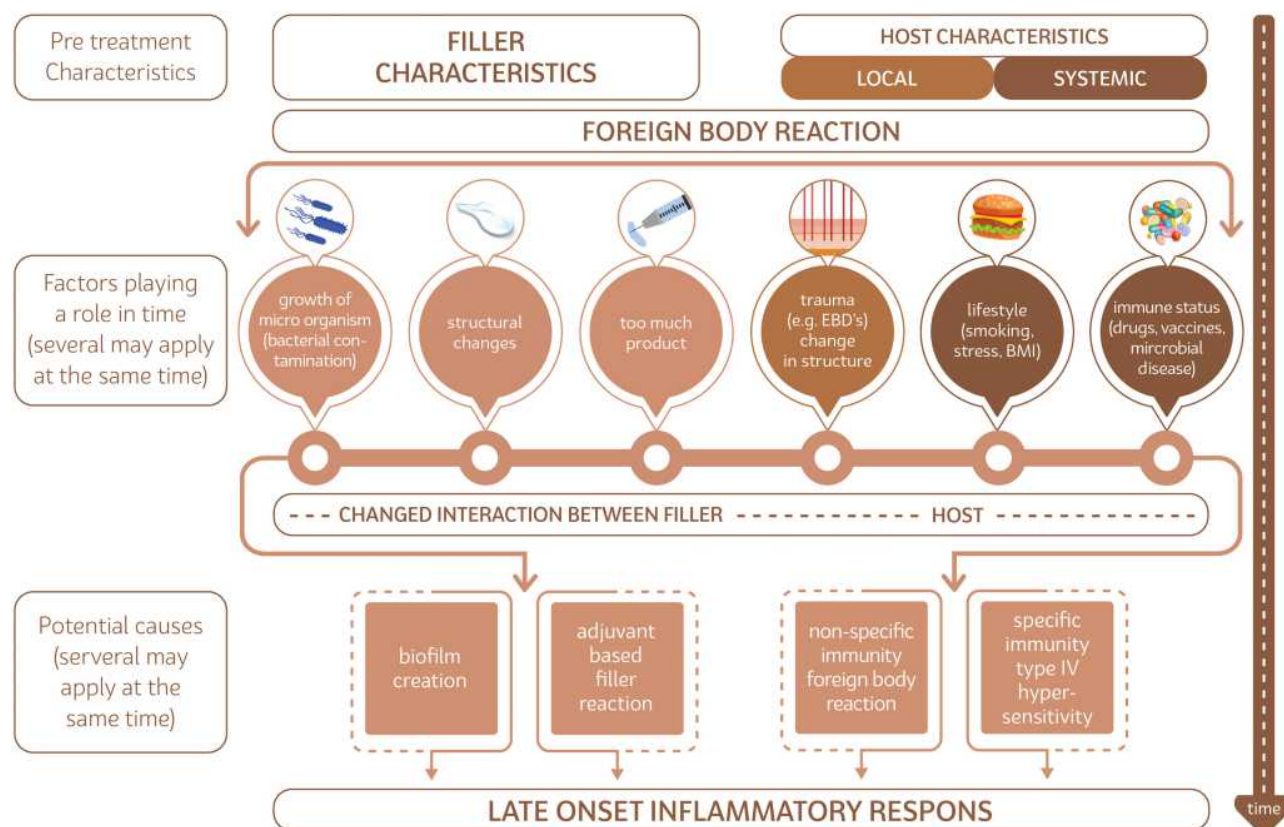 Pre treatment
Characteristics
FILLER
CHARACTERISTICS
HOST CHARACTERISTICS
LOCAL
SYSTEMIC
FOREIGN BODY REACTION
Factors playing
a role in time
(several may apply
at the same time)
growth of
micro organism
(bacterial con-
tamination)
structural
changes
too much
product
trauma
(e.g. EBD's)
change
in structure
lifestyle
(smoking,
stress, BMI)
immune status
(drugs, vaccines,
mircrobial
disease)
CHANGED INTERACTION BETWEEN FILLER
HOST
Potential causes
(serveral may
apply at the
same time)
biofilm
creation
adjuvant
based
filler
reaction
non-specific
immunity
foreign body
reaction
specific
immunity
type IV
hyper-
sensitivity
LATE ONSET INFLAMMATORY RESPONS
time